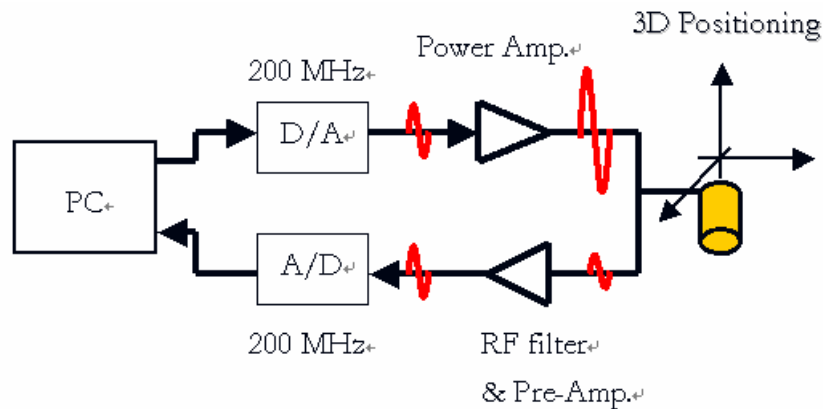 3D Positioning
Power Amp.↵
200 MHz↵
D/A↵
PC↵
A/D↵
200 MHz↵
RF filter↵
& Pre-Amp.↵